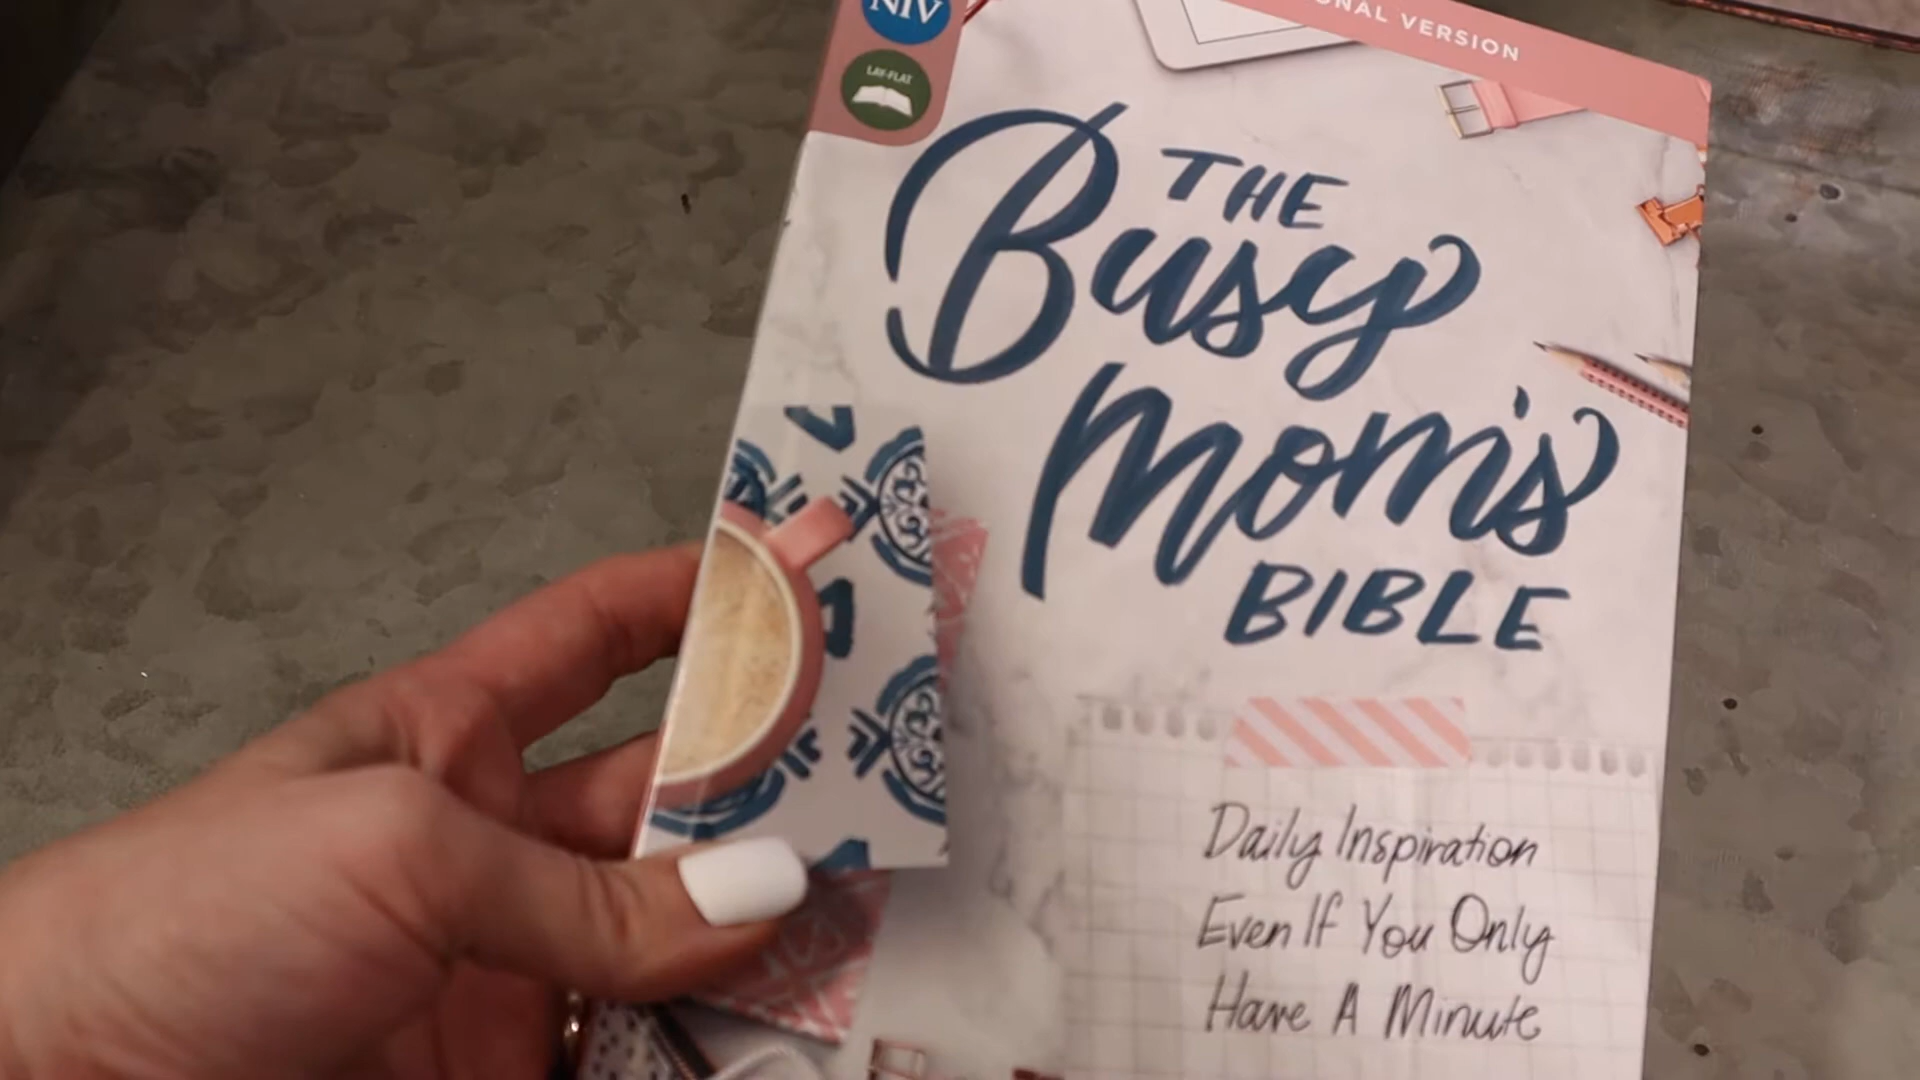 NIV
LAY-FLAT
ONAL VERSION
THE
Busy
Mom's
BIBLE
Daily Inspiration
Even If You Only
Have A Minute